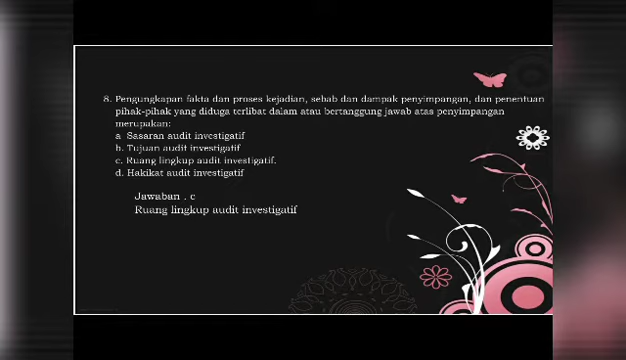 8. Pengungkapan fakta dan proses kejadian, sebab dan dampak penyimpangan, dan penentuan
pihak-pihak yang diduga terlibat dalam atau bertanggung jawab atas penyimpangan
merupakan:
a Sasaran audit investigatif
b. Tujuan audit investigatif
c. Ruang lingkup audit investigatif.
d. Hakikat audit investigatif
Jawaban . c
Ruang lingkup audit investigatif